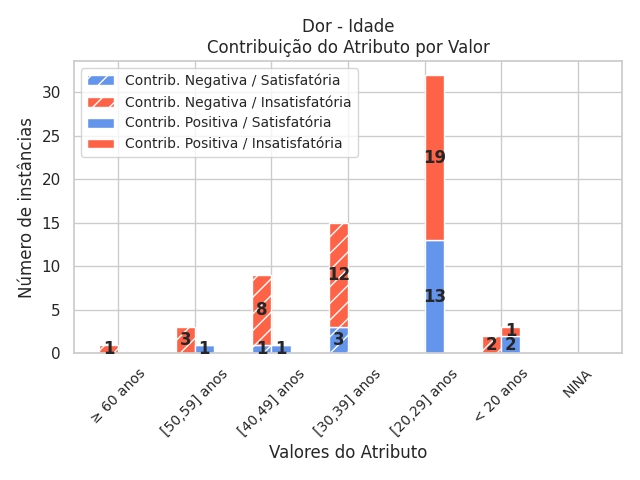 Dor - Idade
Contribuição do Atributo por Valor
Contrib. Negativa / Satisfatória
Contrib. Negativa / Insatisfatória
Contrib. Positiva / Satisfatória
Contrib. Positiva / Insatisfatória
Número de instâncias
30
25
20
15
10
5
0
1
3
1
8
1
1
12
3
19
13
2
1
2
≥ 60 anos
[50,59] anos
[40,49] anos
[30,39] anos
[20,29] anos
< 20 anos
NINA
Valores do Atributo